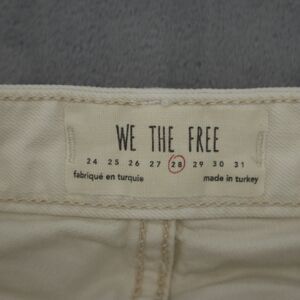 WE THE FREE
24 25 26 27 28 29 30 31
fabriqué en turquie made in turkey